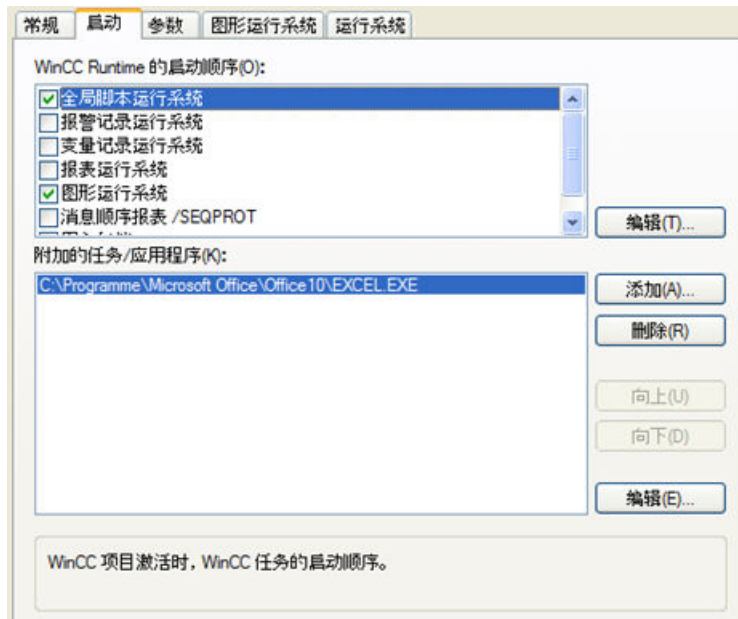 常规 启动 参数 图形运行系统 运行系统
WinCC Runtime 的启动顺序(O):
全局脚本运行系统
报警记录运行系统
变量记录运行系统
报表运行系统
图形运行系统
消息顺序报表 /SEQPROT
编辑(T)...
附加的任务/应用程序(K):
C:\Programme\Microsoft Office\Office10\EXCEL.EXE
添加(A)...
删除(R)
向上(U)
向下(D)
编辑(E)...
WinCC 项目激活时，WinCC 任务的启动顺序。